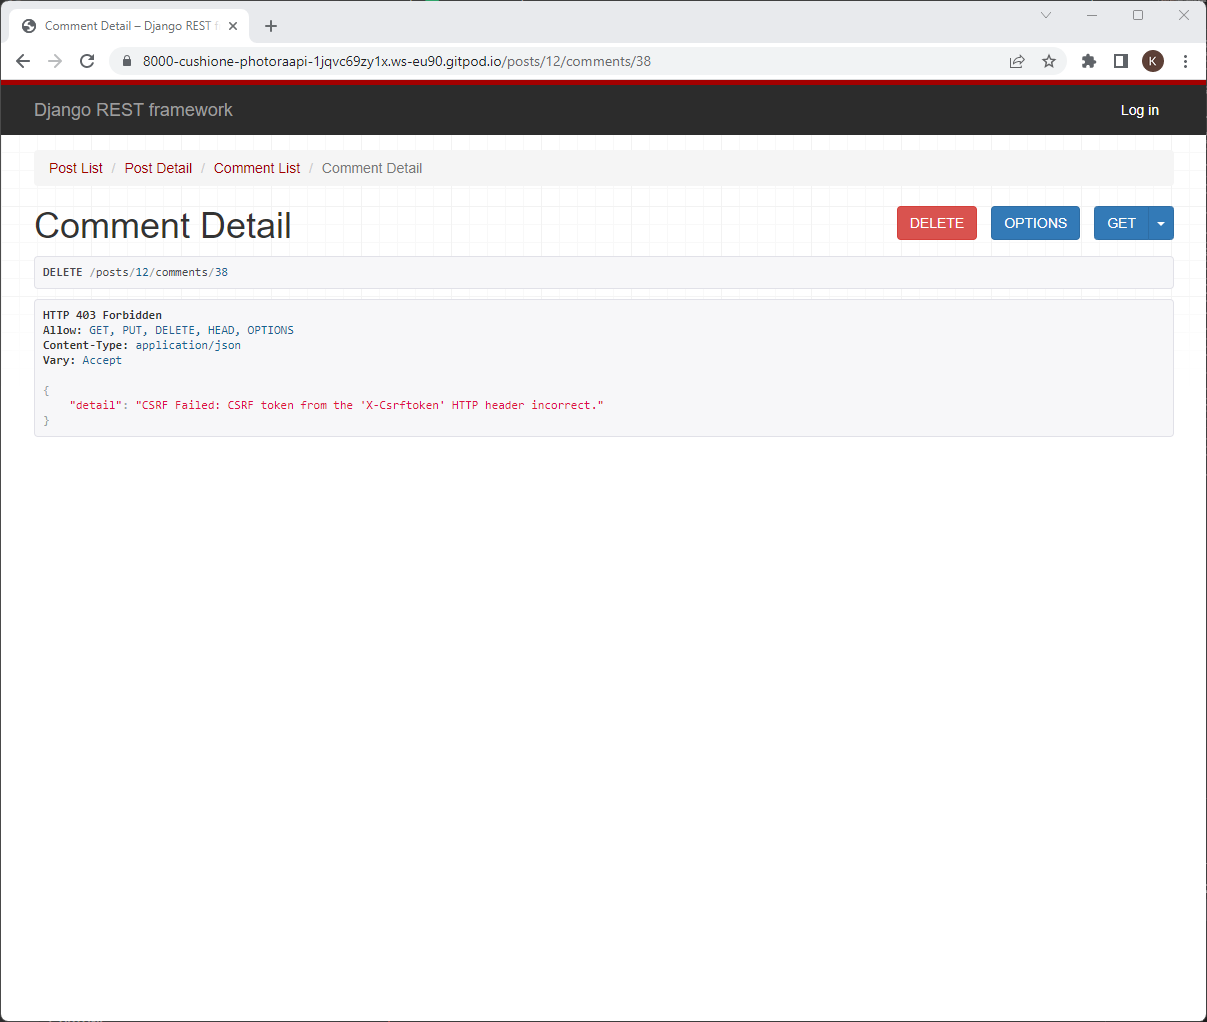 Comment Detail – Django REST f
8000-cushione-photoraapi-1jqvc69zy1x.ws-eu90.gitpod.io/posts/12/comments/38
K
Django REST framework
Log in
Post List / Post Detail / Comment List / Comment Detail
Comment Detail
DELETE
OPTIONS
GET
DELETE /posts/12/comments/38
HTTP 403 Forbidden
Allow: GET, PUT, DELETE, HEAD, OPTIONS
Content-Type: application/json
Vary: Accept
{
"detail": "CSRF Failed: CSRF token from the 'X-Csrftoken' HTTP header incorrect."
}